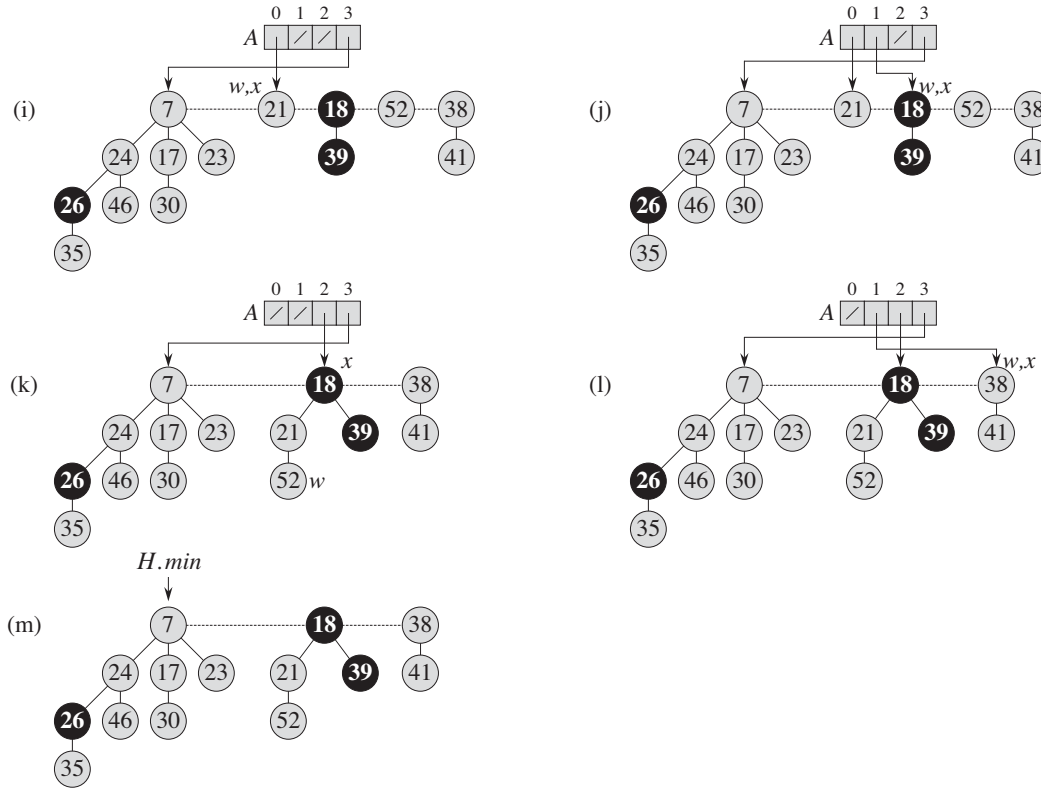 0 1 2 3
A
w,x
(i)
7 21 18 52 38
24 17 23 39 41
26 46 30
35
0 1 2 3
A
w,x
(j)
7 21 18 52 38
24 17 23 39 41
26 46 30
35
0 1 2 3
A
x
(k)
7 18 38
24 17 23 21 39 41
26 46 30 52 w
35
0 1 2 3
A
w,x
(l)
7 18 38
24 17 23 21 39 41
26 46 30 52
35
H.min
(m)
7 18 38
24 17 23 21 39 41
26 46 30 52
35